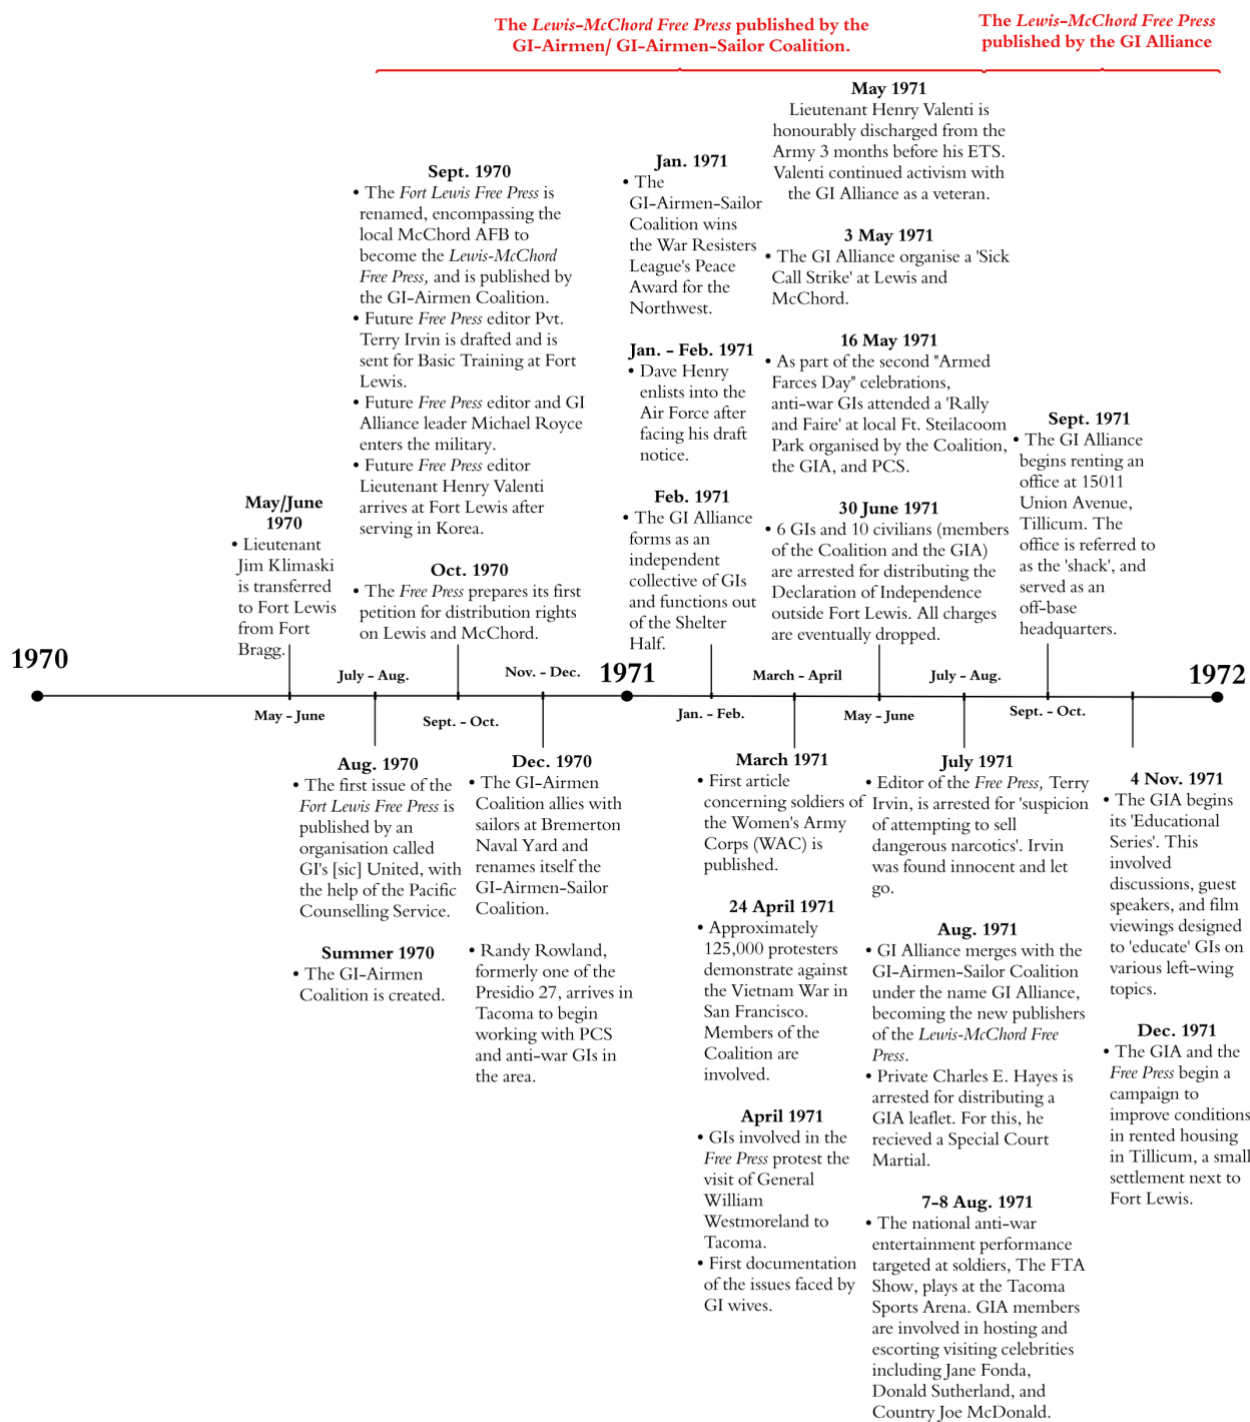 The Lewis-McChord Free Press published by the
GI-Airmen/ GI-Airmen-Sailor Coalition.
The Lewis-McChord Free Press
published by the GI Alliance
May/June
1970
• Lieutenant
Jim Klimaski
is transferred
to Fort Lewis
from Fort
Bragg.
Sept. 1970
• The Fort Lewis Free Press is
renamed, encompassing the
local McChord AFB to
become the Lewis-McChord
Free Press, and is published by
the GI-Airmen Coalition.
• Future Free Press editor Pvt.
Terry Irvin is drafted and is
sent for Basic Training at Fort
Lewis.
• Future Free Press editor and GI
Alliance leader Michael Royce
enters the military.
• Future Free Press editor
Lieutenant Henry Valenti
arrives at Fort Lewis after
serving in Korea.
Oct. 1970
• The Free Press prepares its first
petition for distribution rights
on Lewis and McChord.
Jan. 1971
• The
GI-Airmen-Sailor
Coalition wins
the War Resisters
League's Peace
Award for the
Northwest.
Jan. - Feb. 1971
• Dave Henry
enlists into the
Air Force after
facing his draft
notice.
Feb. 1971
• The GI Alliance
forms as an
independent
collective of GIs
and functions out
of the Shelter
Half.
May 1971
Lieutenant Henry Valenti is
honourably discharged from the
Army 3 months before his ETS.
Valenti continued activism with
the GI Alliance as a veteran.
3 May 1971
• The GI Alliance organise a 'Sick
Call Strike' at Lewis and
McChord.
16 May 1971
• As part of the second "Armed
Farces Day" celebrations,
anti-war GIs attended a 'Rally
and Faire' at local Ft. Steilacoom
Park organised by the Coalition,
the GIA, and PCS.
30 June 1971
• 6 GIs and 10 civilians (members
of the Coalition and the GIA)
are arrested for distributing the
Declaration of Independence
outside Fort Lewis. All charges
are eventually dropped.
Sept. 1971
• The GI Alliance
begins renting an
office at 15011
Union Avenue,
Tillicum. The
office is referred to
as the 'shack', and
served as an
off-base
headquarters.
1970
July - Aug.
Nov. - Dec.
1971
March - April
July - Aug.
1972
May - June
Sept. - Oct.
Jan. - Feb.
May - June
Sept. - Oct.
Aug. 1970
• The first issue of the
Fort Lewis Free Press is
published by an
organisation called
GI's [sic] United, with
the help of the Pacific
Counselling Service.
Summer 1970
• The GI-Airmen
Coalition is created.
Dec. 1970
• The GI-Airmen
Coalition allies with
sailors at Bremerton
Naval Yard and
renames itself the
GI-Airmen-Sailor
Coalition.
• Randy Rowland,
formerly one of the
Presidio 27, arrives in
Tacoma to begin
working with PCS
and anti-war GIs in
the area.
March 1971
• First article
concerning soldiers of
the Women's Army
Corps (WAC) is
published.
24 April 1971
• Approximately
125,000 protesters
demonstrate against
the Vietnam War in
San Francisco.
Members of the
Coalition are
involved.
April 1971
• GIs involved in the
Free Press protest the
visit of General
William
Westmoreland to
Tacoma.
• First documentation
of the issues faced by
GI wives.
July 1971
• Editor of the Free Press, Terry
Irvin, is arrested for 'suspicion
of attempting to sell
dangerous narcotics'. Irvin
was found innocent and let
go.
Aug. 1971
• GI Alliance merges with the
GI-Airmen-Sailor Coalition
under the name GI Alliance,
becoming the new publishers
of the Lewis-McChord Free
Press.
• Private Charles E. Hayes is
arrested for distributing a
GIA leaflet. For this, he
recieved a Special Court
Martial.
7-8 Aug. 1971
• The national anti-war
entertainment performance
targeted at soldiers, The FTA
Show, plays at the Tacoma
Sports Arena. GIA members
are involved in hosting and
escorting visiting celebrities
including Jane Fonda,
Donald Sutherland, and
Country Joe McDonald.
4 Nov. 1971
• The GIA begins
its 'Educational
Series'. This
involved
discussions, guest
speakers, and film
viewings designed
to 'educate' GIs on
various left-wing
topics.
Dec. 1971
• The GIA and the
Free Press begin a
campaign to
improve conditions
in rented housing
in Tillicum, a small
settlement next to
Fort Lewis.